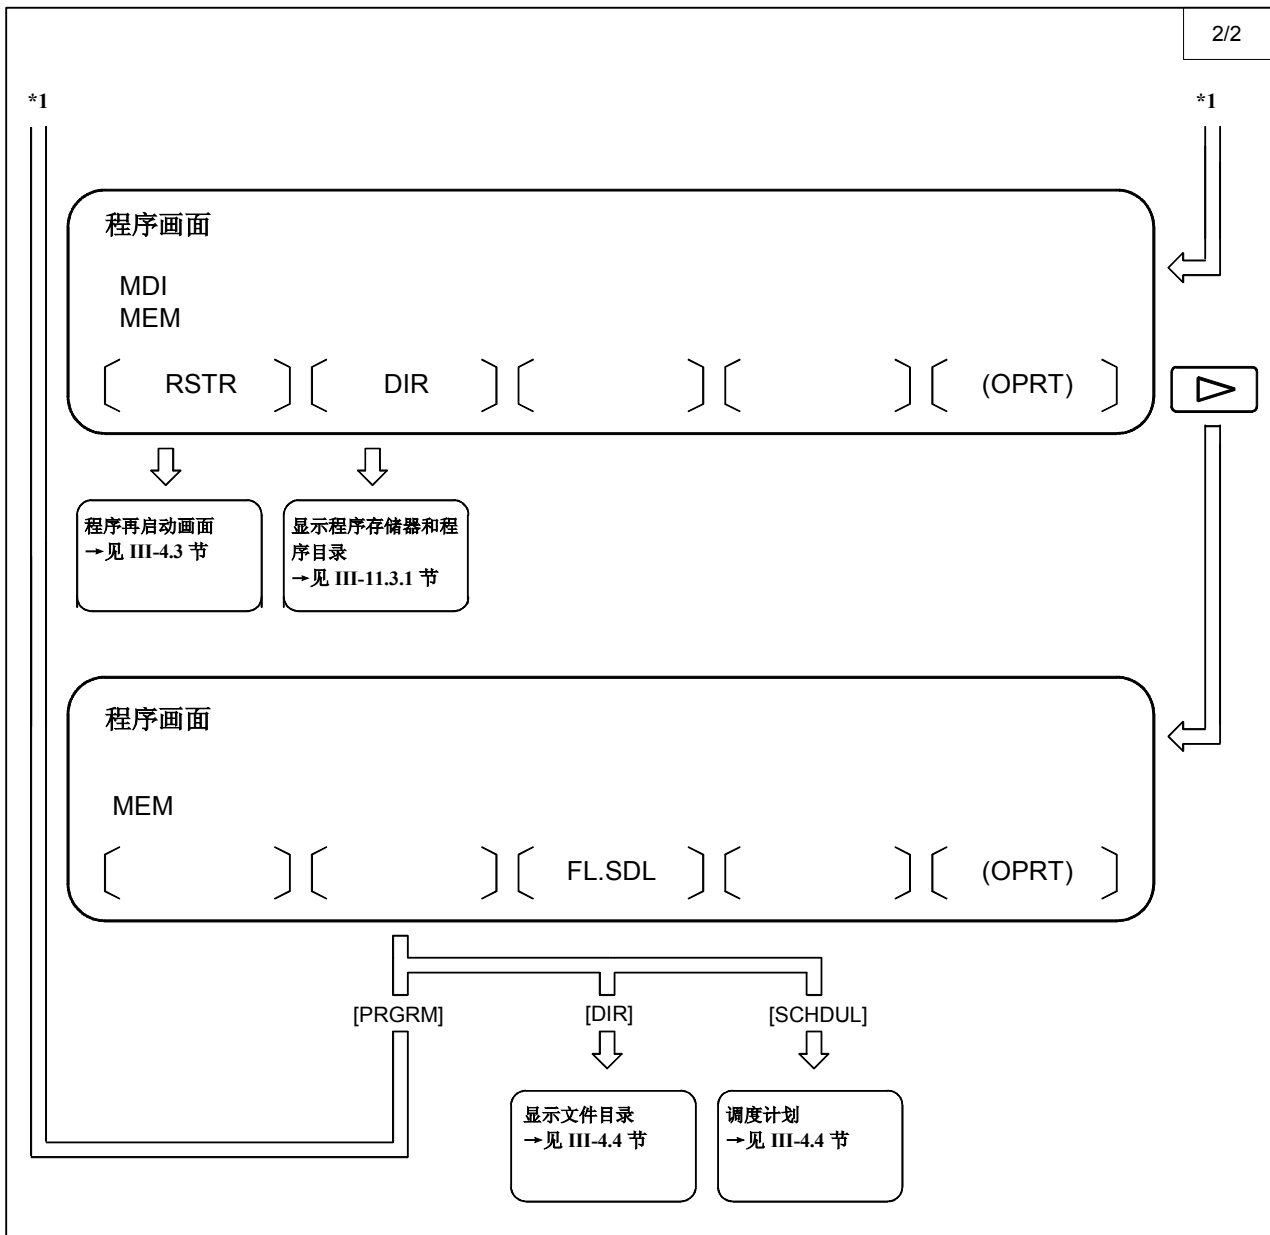 2/2
*1
*1
程序画面
MDI
MEM
RSTR
DIR
(OPRT)
程序再启动画面
→见 III-4.3 节
显示程序存储器和程
序目录
→见 III-11.3.1 节
程序画面
MEM
FL.SDL
(OPRT)
[PRGRM]
[DIR]
[SCHDUL]
显示文件目录
→见 III-4.4 节
调度计划
→见 III-4.4 节